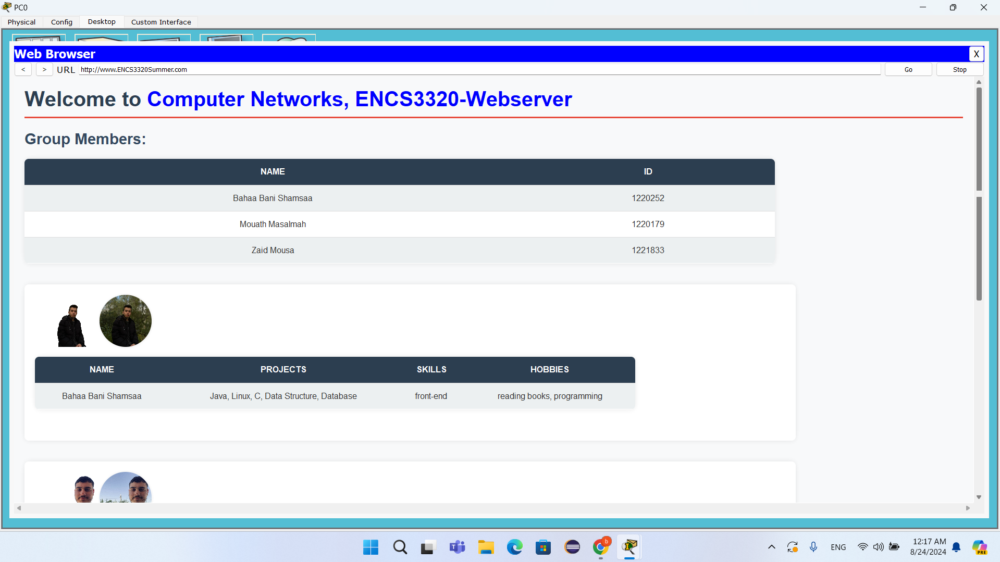 PC0
Physical Config Desktop Custom Interface
Web Browser
X
< > URL http://www.ENCS3320Summer.com Go Stop
Welcome to Computer Networks, ENCS3320-Webserver
Group Members:
NAME ID
Bahaa Bani Shamsaa 1220252
Mouath Masalmah 1220179
Zaid Mousa 1221833
NAME PROJECTS SKILLS HOBBIES
Bahaa Bani Shamsaa Java, Linux, C, Data Structure, Database front-end reading books, programming
b
ENG
12:17 AM
8/24/2024
PRE